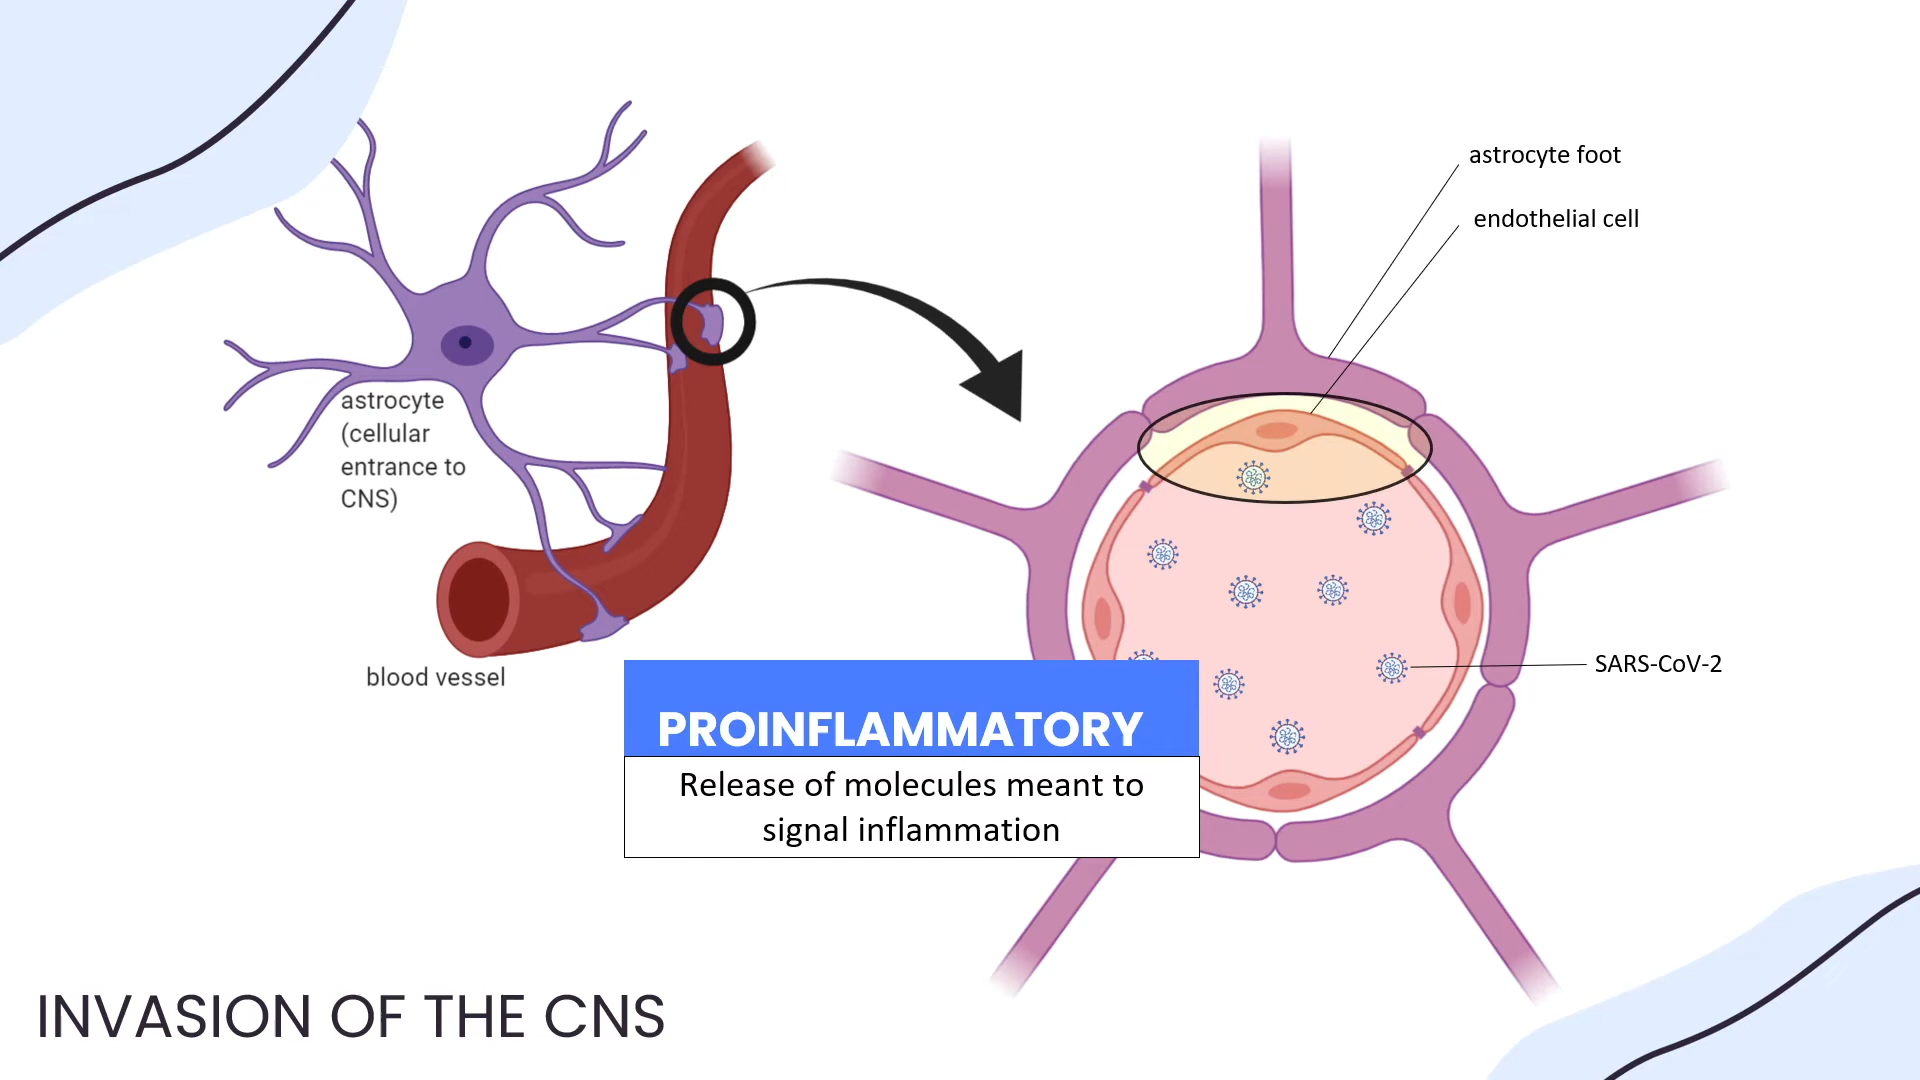 astrocyte foot
endothelial cell
astrocyte
(cellular
entrance to
CNS)
blood vessel
SARS-CoV-2
PROINFLAMMATORY
Release of molecules meant to
signal inflammation
INVASION OF THE CNS